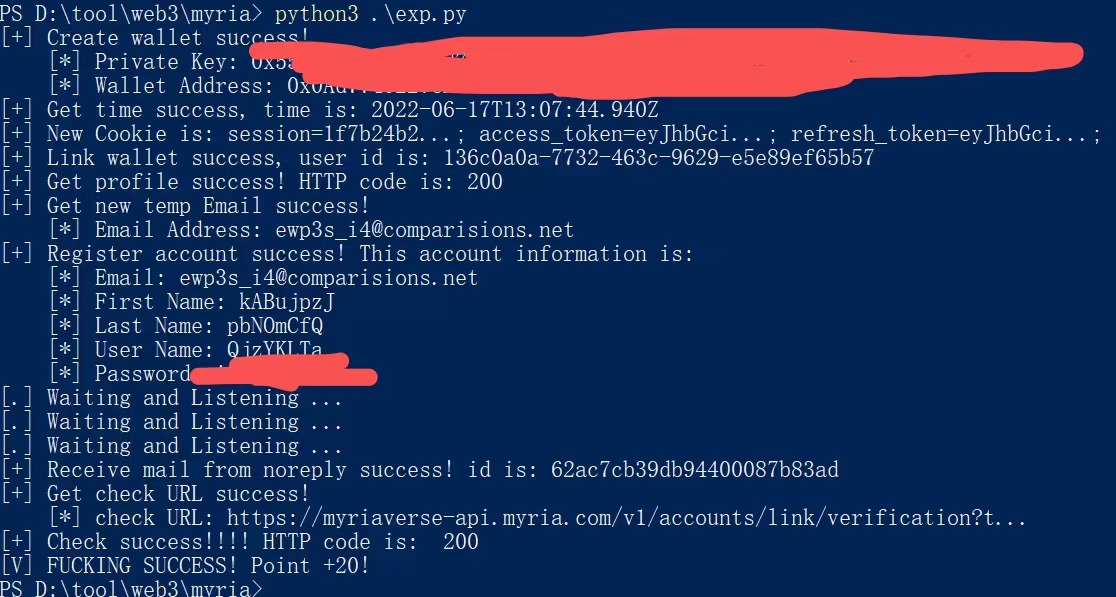 PS D:\tool\web3\myria> python3 .\exp.py
[+] Create wallet success!
[*] Private Key:
[*] Wallet Address:
[+] Get time success, time is: 2022-06-17T13:07:44.940Z
[+] New Cookie is: session=1f7b24b2...; access_token=eyJhbGci...; refresh_token=eyJhbGci...;
[+] Link wallet success, user id is: 136c0a0a-7732-463c-9629-e5e89ef65b57
[+] Get profile success! HTTP code is: 200
[+] Get new temp Email success!
[*] Email Address: ewp3s_i4@comparisions.net
[+] Register account success! This account information is:
[*] Email: ewp3s_i4@comparisions.net
[*] First Name: kABujpzJ
[*] Last Name: pbNOmCfQ
[*] User Name: QjzYKLTa
[*] Password
[.] Waiting and Listening ...
[.] Waiting and Listening ...
[.] Waiting and Listening ...
[+] Receive mail from noreply success! id is: 62ac7cb39db94400087b83ad
[+] Get check URL success!
[*] check URL: https://myriaverse-api.myria.com/v1/accounts/link/verification?t...
[+] Check success!!!! HTTP code is:  200
[V] FUCKING SUCCESS! Point +20!
PS D:\tool\web3\myria>